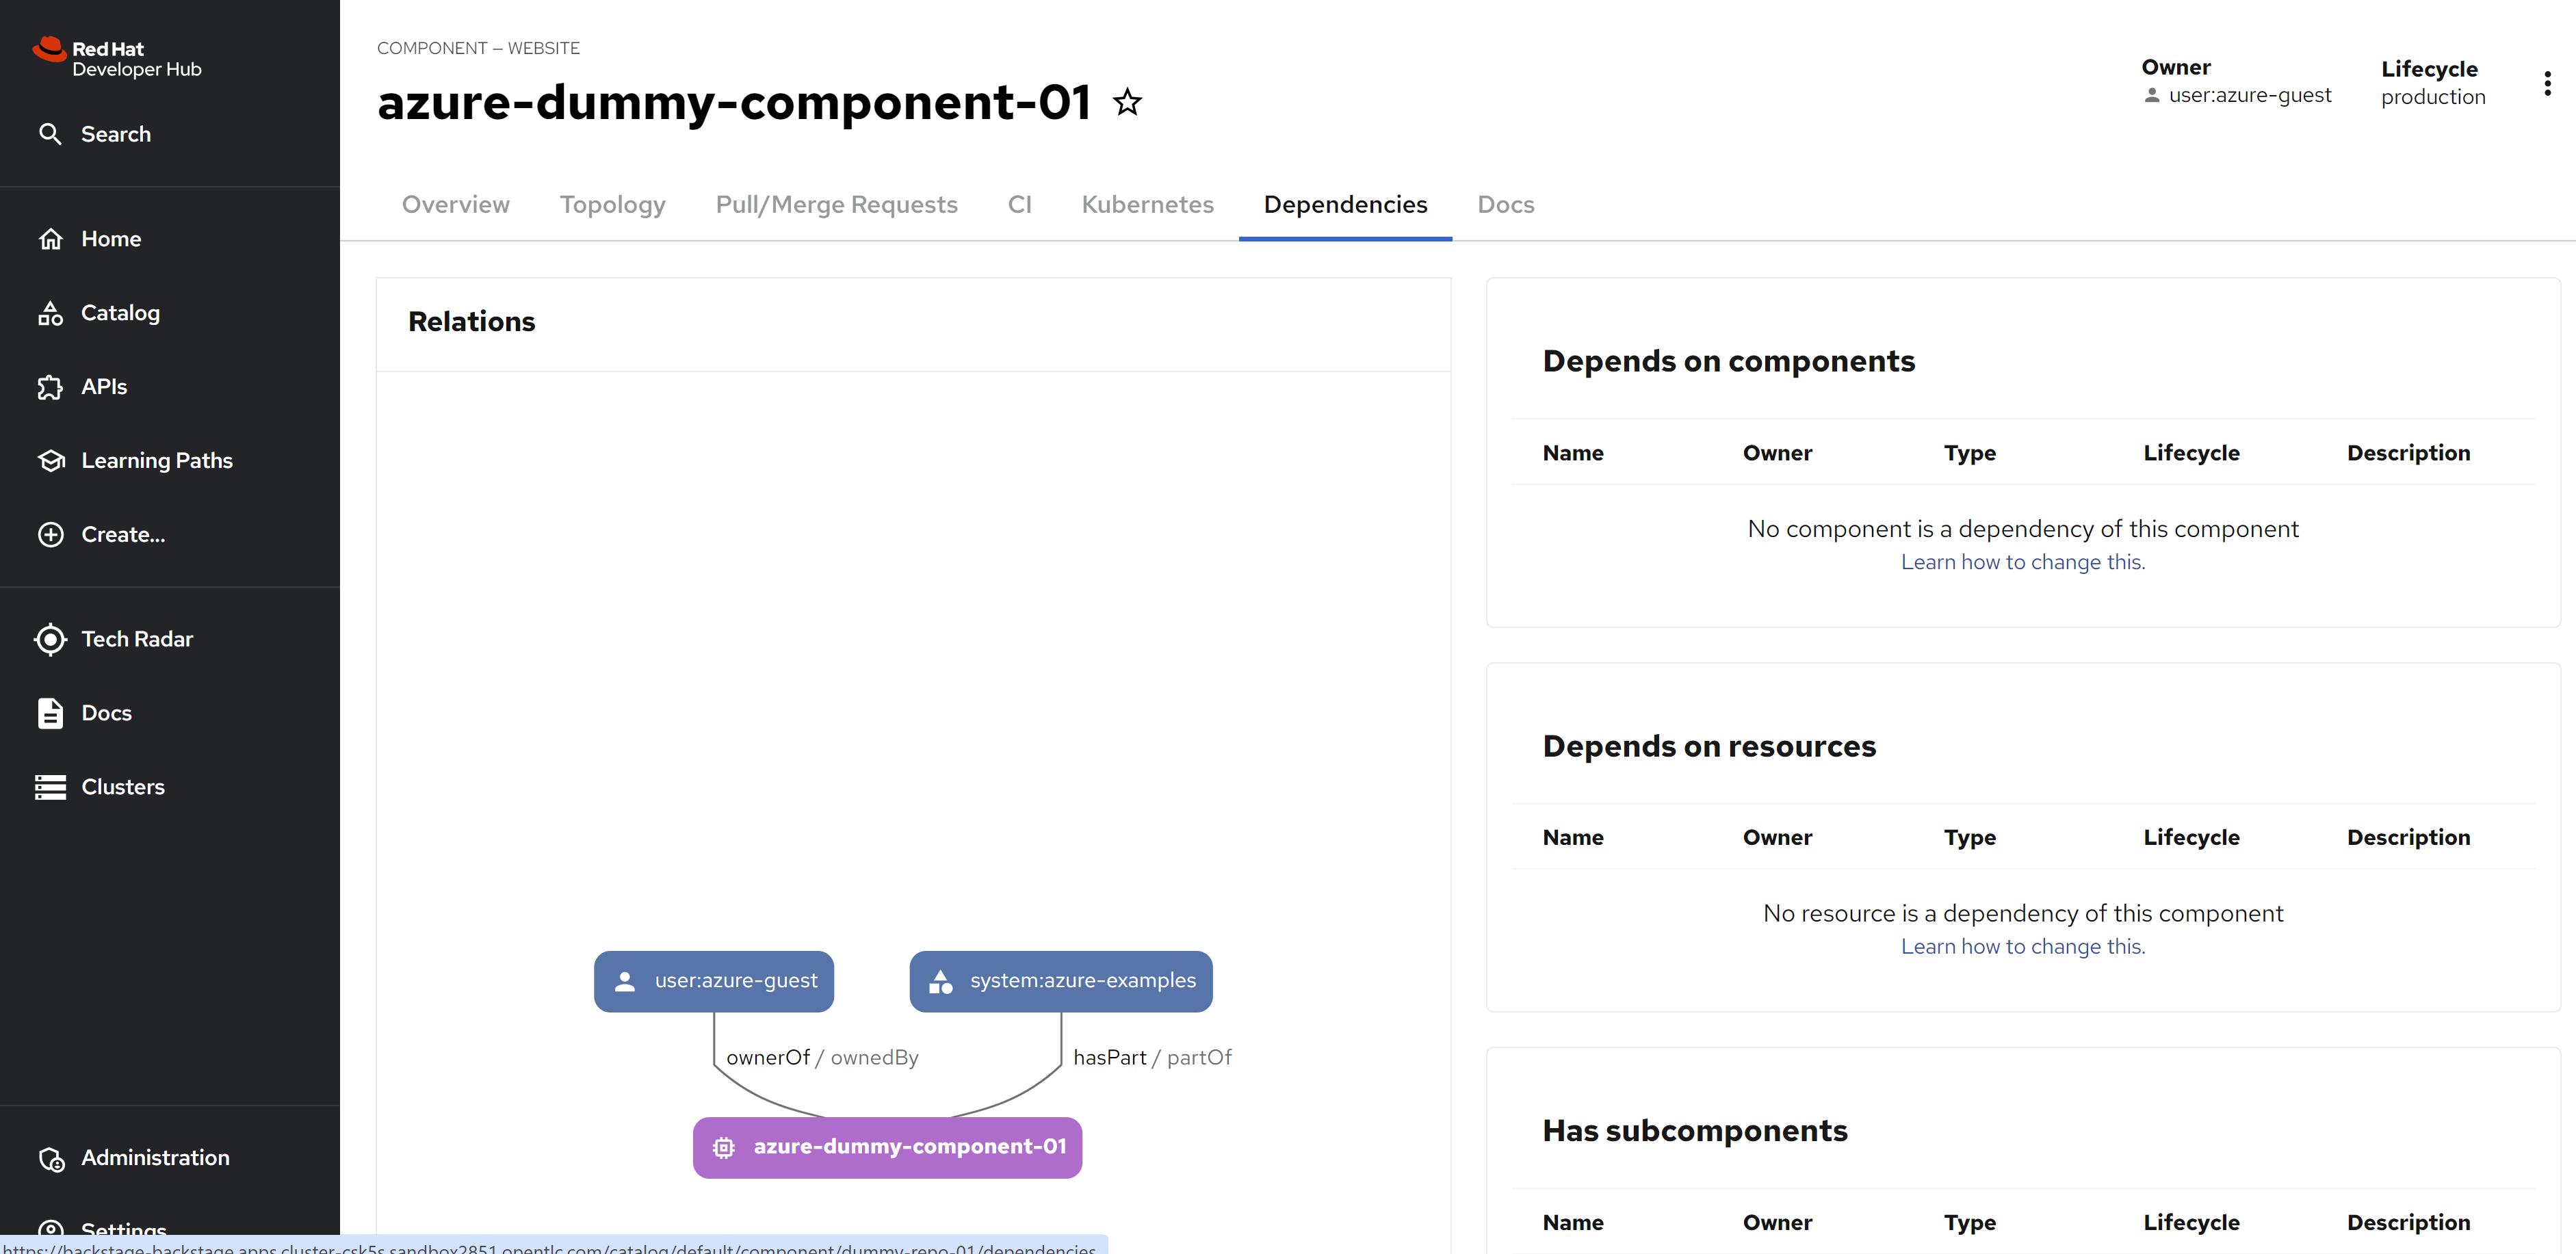 Red Hat
Developer Hub
Search
Home
Catalog
APIs
Learning Paths
Create...
Tech Radar
Docs
Clusters
Administration
Settings
COMPONENT — WEBSITE
azure-dummy-component-01
Owner
user:azure-guest
Lifecycle
production
Overview Topology Pull/Merge Requests CI Kubernetes Dependencies Docs
Relations
user:azure-guest
system:azure-examples
ownerOf / ownedBy
hasPart / partOf
azure-dummy-component-01
Depends on components
Name Owner Type Lifecycle Description
No component is a dependency of this component
Learn how to change this.
Depends on resources
Name Owner Type Lifecycle Description
No resource is a dependency of this component
Learn how to change this.
Has subcomponents
Name Owner Type Lifecycle Description
https://backstage-backstage.apps.cluster-csk5s.sandbox2851.opentlc.com/catalog/default/component/dummy-repo-01/dependencies